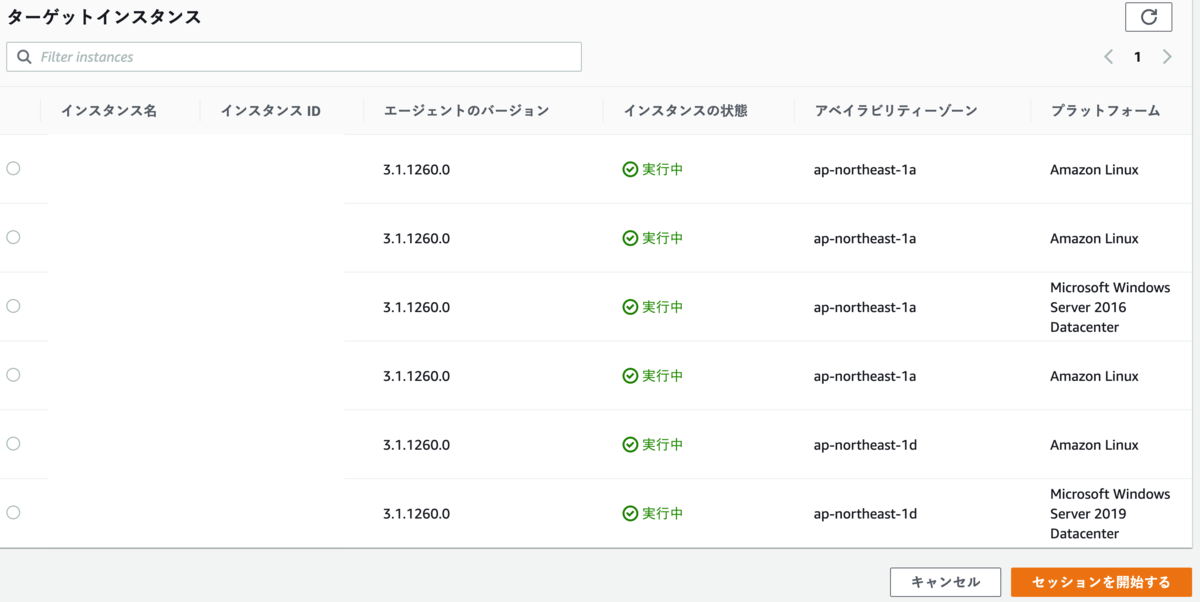 ターゲットインスタンス
Filter instances
1
インスタンス名 インスタンス ID エージェントのバージョン インスタンスの状態 アベイラビリティーゾーン プラットフォーム
3.1.1260.0 実行中 ap-northeast-1a Amazon Linux
3.1.1260.0 実行中 ap-northeast-1a Amazon Linux
3.1.1260.0 実行中 ap-northeast-1a Microsoft Windows
Server 2016
Datacenter
3.1.1260.0 実行中 ap-northeast-1a Amazon Linux
3.1.1260.0 実行中 ap-northeast-1d Amazon Linux
3.1.1260.0 実行中 ap-northeast-1d Microsoft Windows
Server 2019
Datacenter
キャンセル セッションを開始する